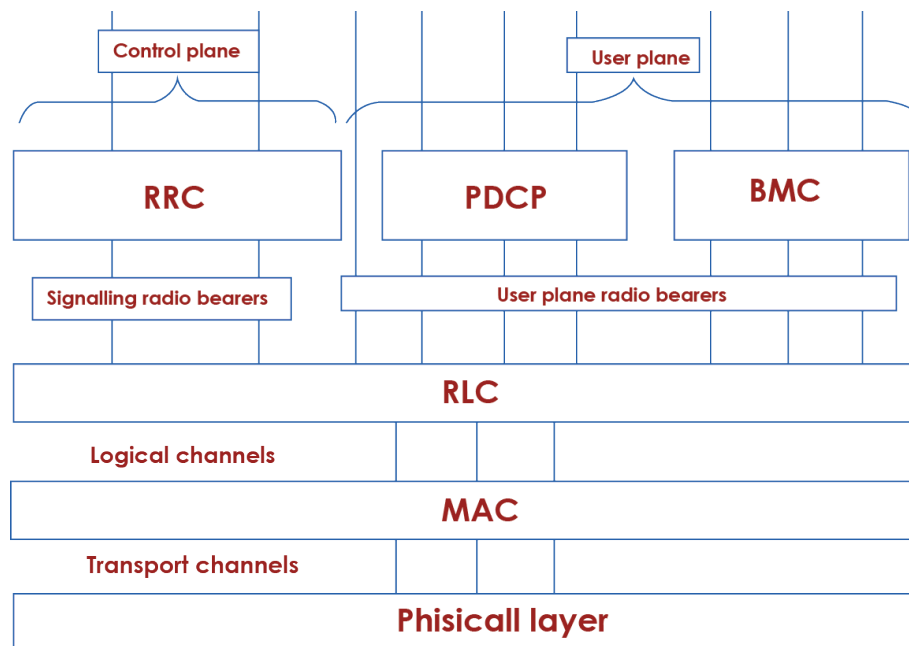 Control plane
User plane
RRC
PDCP
BMC
Signalling radio bearers
User plane radio bearers
RLC
Logical channels
MAC
Transport channels
Phisicall layer